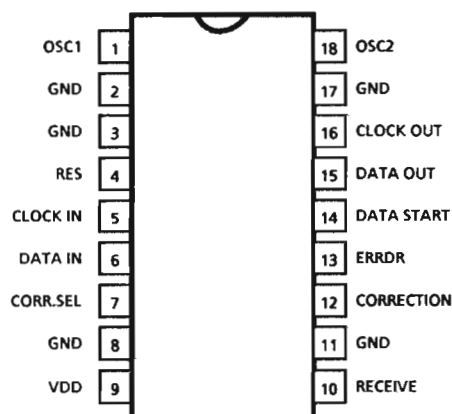 OSC1 1 18 OSC2
GND 2 17 GND
GND 3 16 CLOCK OUT
RES 4 15 DATA OUT
CLOCK IN 5 14 DATA START
DATA IN 6 13 ERRDR
CORR.SEL 7 12 CORRECTION
GND 8 11 GND
VDD 9 10 RECEIVE